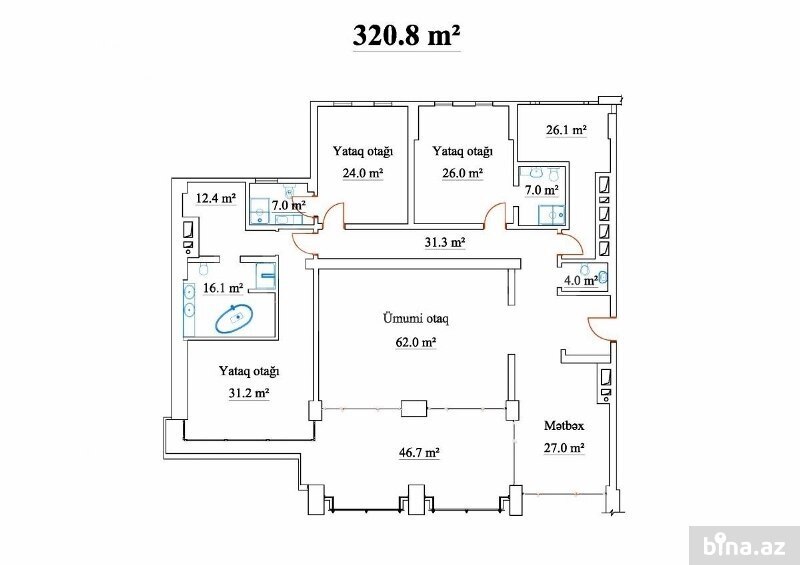 320.8 m²
Yataq otağı
24.0 m²
Yataq otağı
26.0 m²
26.1 m²
12.4 m²
7.0 m²
7.0 m²
31.3 m²
4.0 m²
16.1 m²
Ümumi otaq
62.0 m²
Yataq otağı
31.2 m²
46.7 m²
Mətbəx
27.0 m²
bina.az